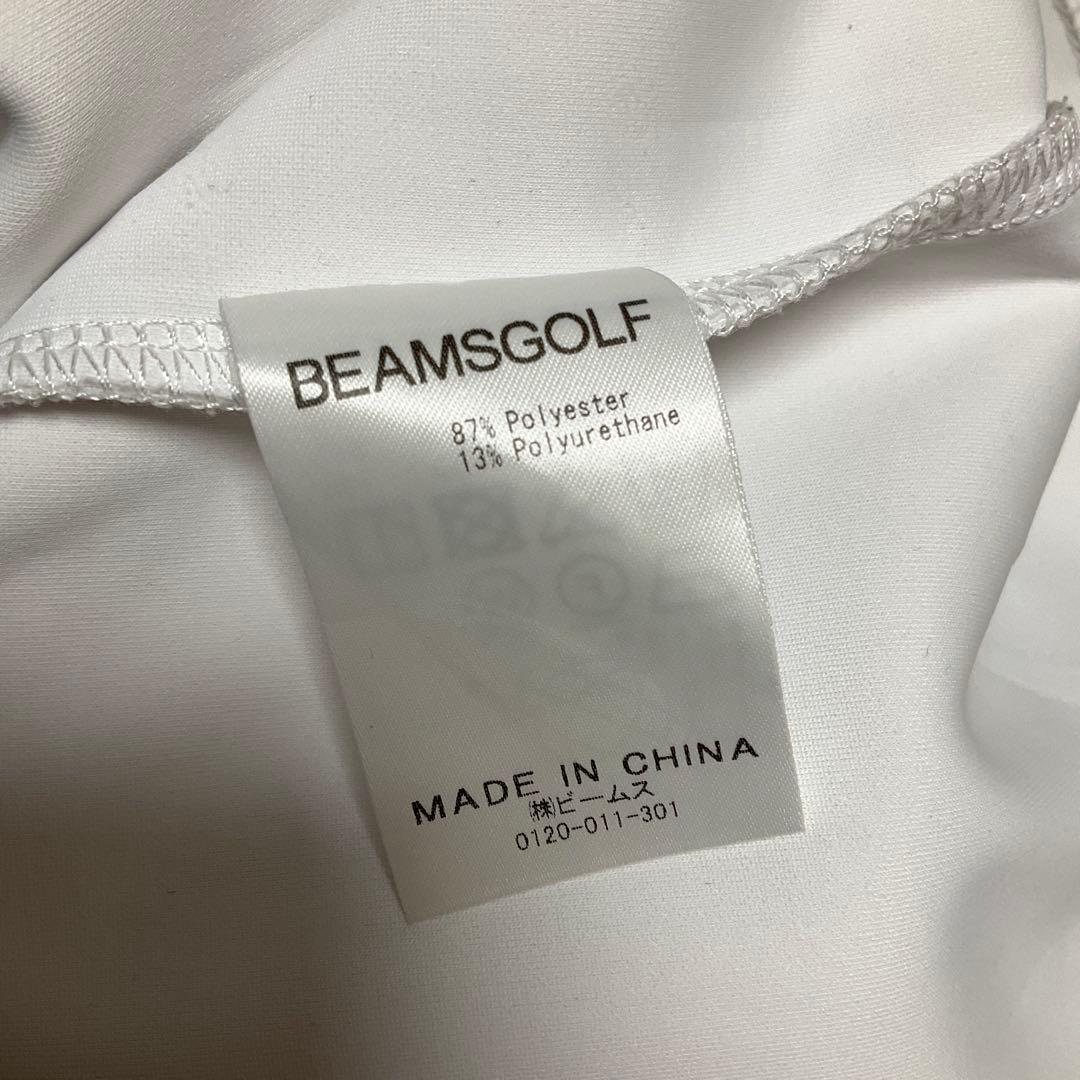 BEAMSGOLF
87% Polyester
13% Polyurethane
MADE IN CHINA
㈱ビームス
0120-011-301